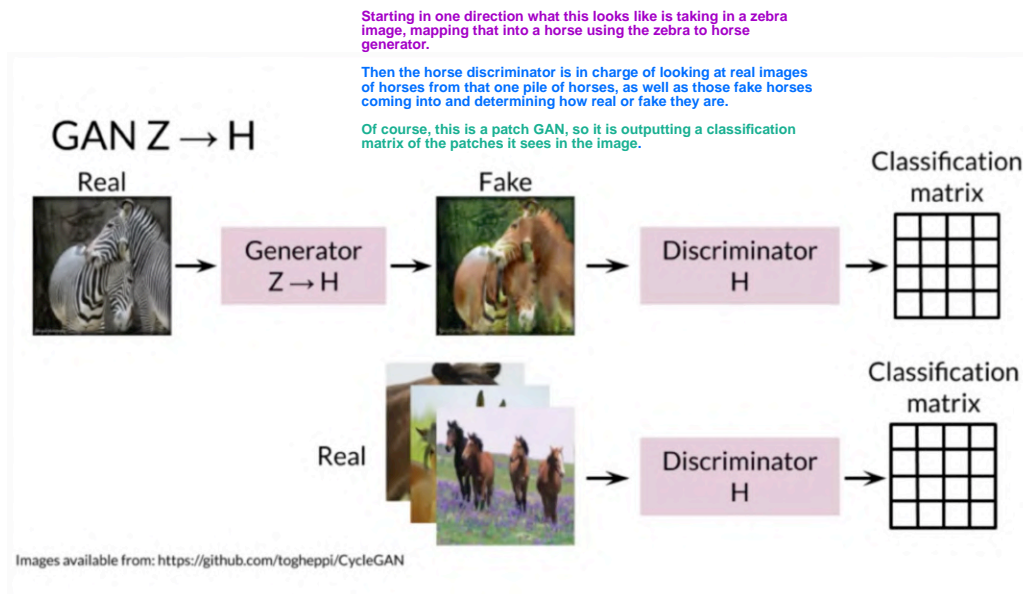 Starting in one direction what this looks like is taking in a zebra
image, mapping that into a horse using the zebra to horse
generator.
Then the horse discriminator is in charge of looking at real images
of horses from that one pile of horses, as well as those fake horses
coming into and determining how real or fake they are.
Of course, this is a patch GAN, so it is outputting a classification
matrix of the patches it sees in the image.
GAN Z → H
Real
Fake
Classification
matrix
Generator
Z → H
Discriminator
H
Classification
matrix
Real
Discriminator
H
Images available from: https://github.com/togheppi/CycleGAN